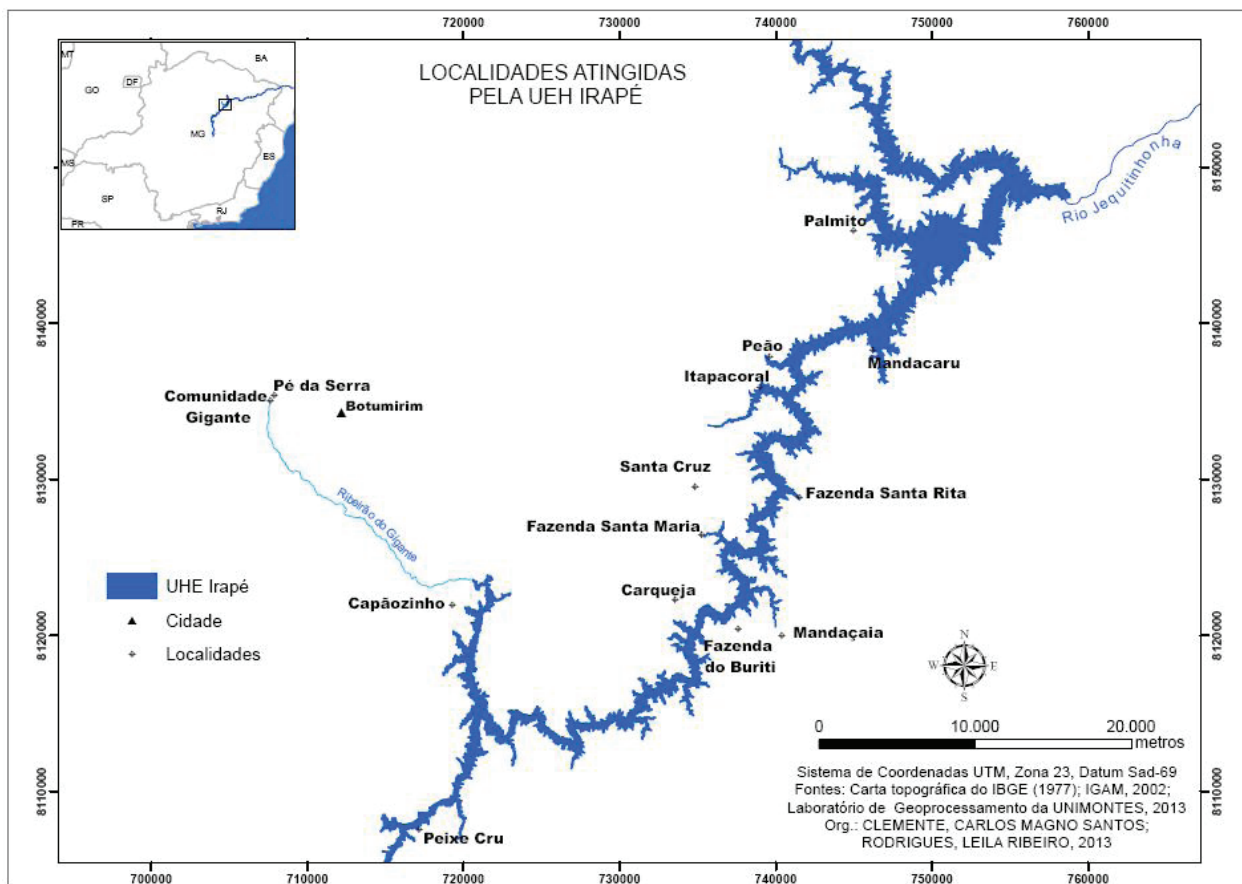 720000
730000
740000
750000
760000
LOCALIDADES ATINGIDAS
PELA UEH IRAPÉ
MT
BA
GO
DF
MG
MS
ES
SP
RJ
PR
8150000
8150000
Rio Jequitinhonha
Palmito
8140000
8140000
Peão
Mandacaru
Itapacoral
Pé da Serra
Comunidade
Gigante
Botumirim
Santa Cruz
8130000
8130000
Fazenda Santa Rita
Ribeirão do Gigante
Fazenda Santa Maria
UHE Irapé
Cidade
Localidades
Capãozinho
Carqueja
8120000
8120000
Fazenda
do Buriti
Mandaçaia
N
W
E
S
0
10.000
20.000
metros
Sistema de Coordenadas UTM, Zona 23, Datum Sad-69
Fontes: Carta topográfica do IBGE (1977); IGAM, 2002;
Laboratório de Geoprocessamento da UNIMONTES, 2013
Org.: CLEMENTE, CARLOS MAGNO SANTOS;
RODRIGUES, LEILA RIBEIRO, 2013
8110000
8110000
Peixe Cru
700000
710000
720000
730000
740000
750000
760000